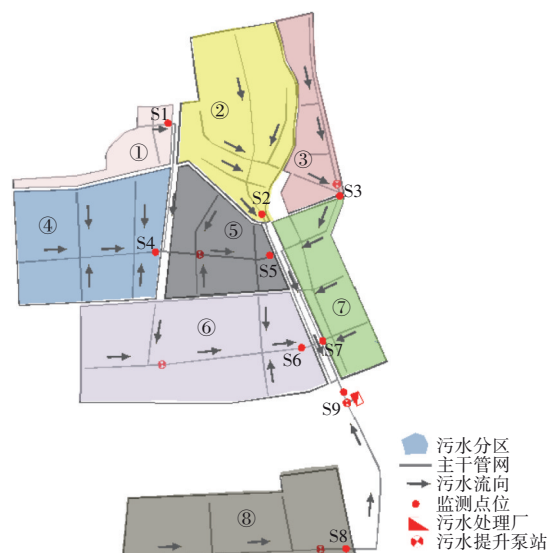 S1
②
①
③
S3
S2
④
⑤
S4
S5
⑦
⑥
S7
S6
S9
污水分区
主干管网
污水流向
监测点位
污水处理厂
污水提升泵站
⑧
S8